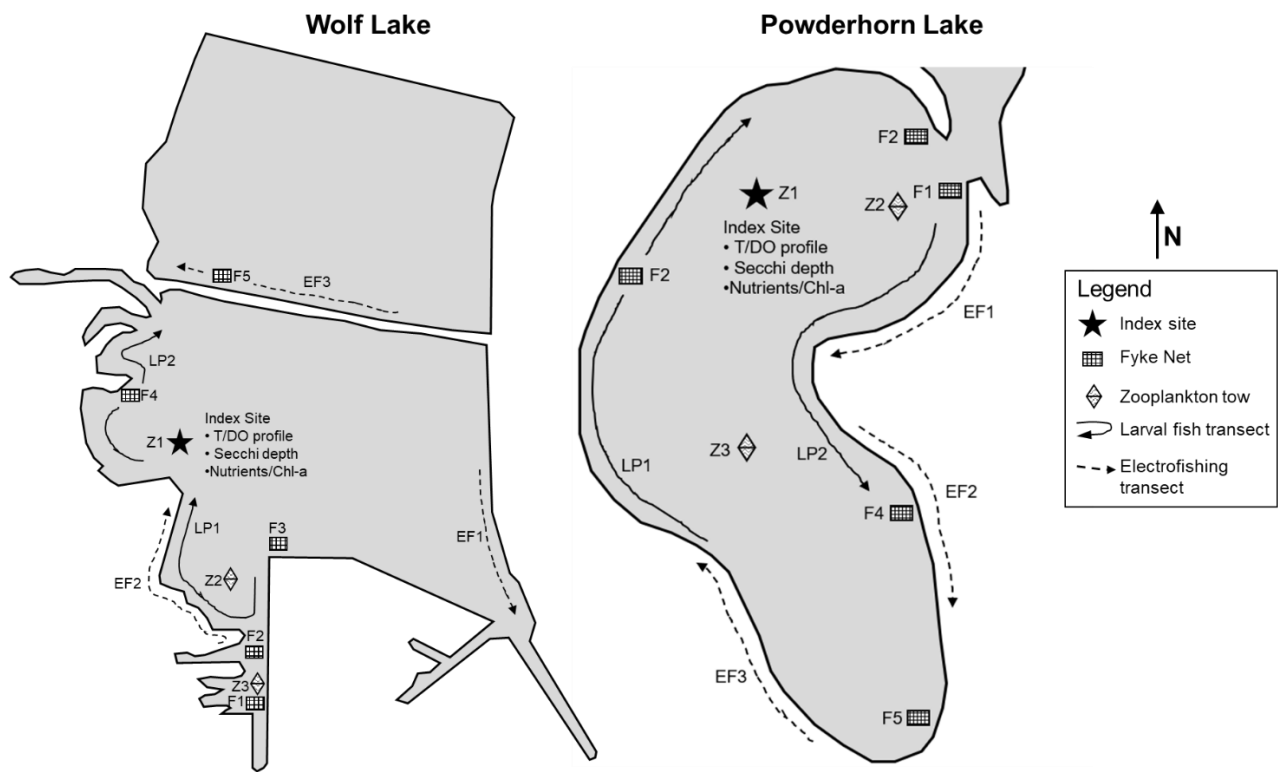 Wolf Lake
F5
EF3
LP2
F4
Z1
Index Site
• T/DO profile
• Secchi depth
•Nutrients/Chl-a
LP1
F3
EF1
EF2
Z2
F2
Z3
F1
Powderhorn Lake
F2
Z1
F1
Z2
Index Site
• T/DO profile
• Secchi depth
•Nutrients/Chl-a
F2
EF1
Z3
LP1
LP2
EF2
F4
EF3
F5
N
Legend
Index site
Fyke Net
Zooplankton tow
Larval fish transect
Electrofishing
transect